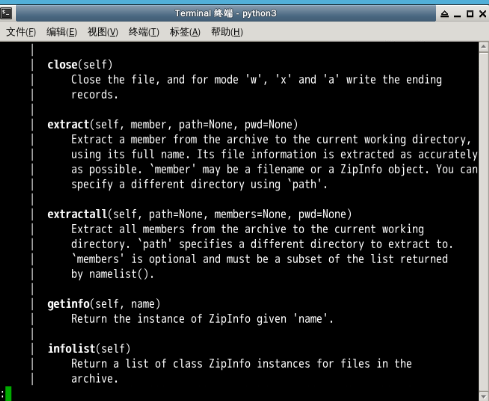 Terminal 终端 - python3
文件(F) 编辑(E) 视图(V) 终端(T) 标签(A) 帮助(H)
|
| close(self)
| Close the file, and for mode 'w', 'x' and 'a' write the ending
| records.
|
| extract(self, member, path=None, pwd=None)
| Extract a member from the archive to the current working directory,
| using its full name. Its file information is extracted as accurately
| as possible. `member' may be a filename or a ZipInfo object. You can
| specify a different directory using `path'.
|
| extractall(self, path=None, members=None, pwd=None)
| Extract all members from the archive to the current working
| directory. `path' specifies a different directory to extract to.
| `members' is optional and must be a subset of the list returned
| by namelist().
|
| getinfo(self, name)
| Return the instance of ZipInfo given 'name'.
|
| infolist(self)
| Return a list of class ZipInfo instances for files in the
| archive.
: